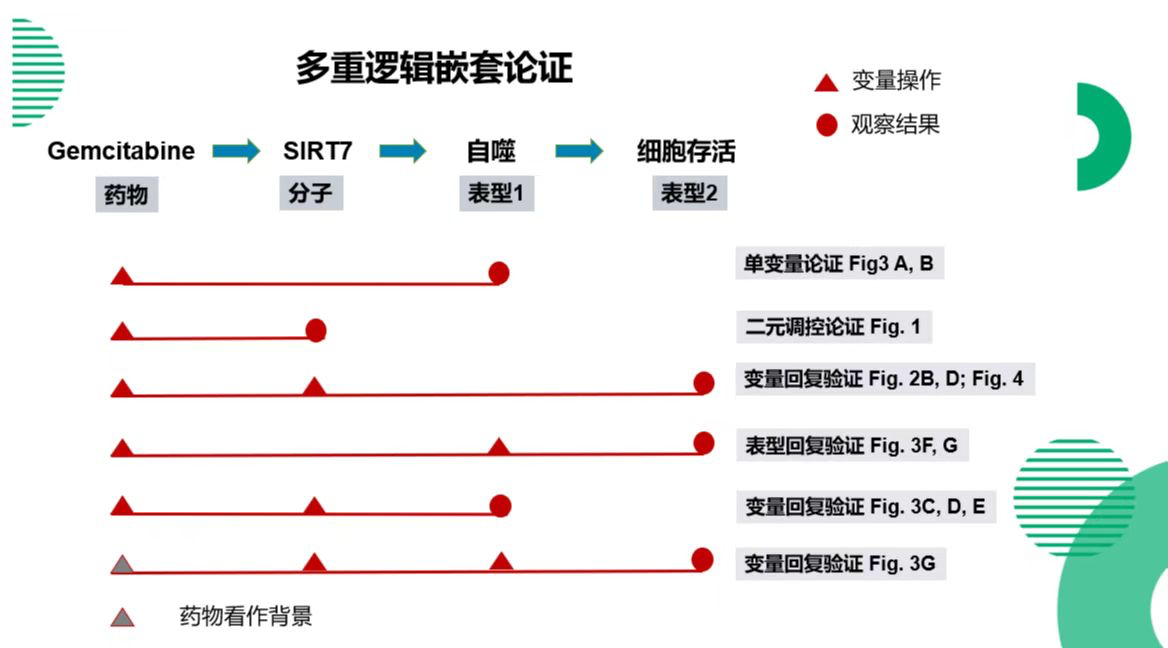 多重逻辑嵌套论证
变量操作
观察结果
Gemcitabine SIRT7 自噬 细胞存活
药物 分子 表型1 表型2
单变量论证 Fig3 A, B
二元调控论证 Fig. 1
变量回复验证 Fig. 2B, D; Fig. 4
表型回复验证 Fig. 3F, G
变量回复验证 Fig. 3C, D, E
变量回复验证 Fig. 3G
药物看作背景